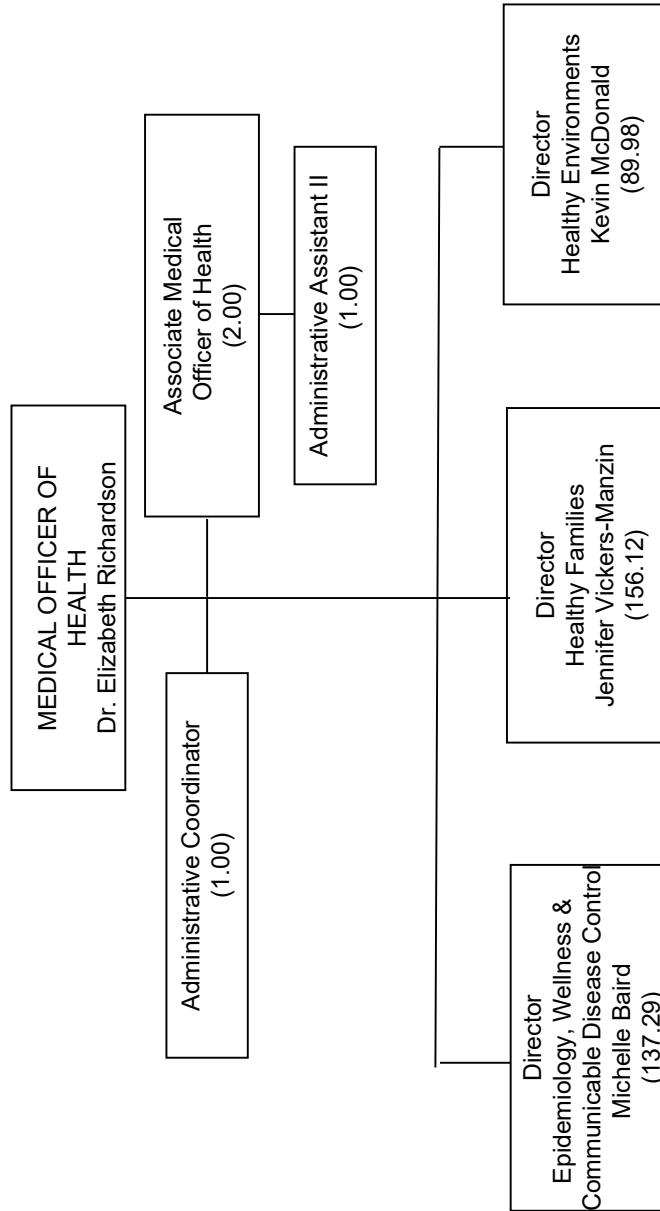 MEDICAL OFFICER OF
HEALTH
Dr. Elizabeth Richardson
Administrative Coordinator
(1.00)
Associate Medical
Officer of Health
(2.00)
Administrative Assistant II
(1.00)
Director
Epidemiology, Wellness &
Communicable Disease Control
Michelle Baird
(137.29)
Director
Healthy Families
Jennifer Vickers-Manzin
(156.12)
Director
Healthy Environments
Kevin McDonald
(89.98)